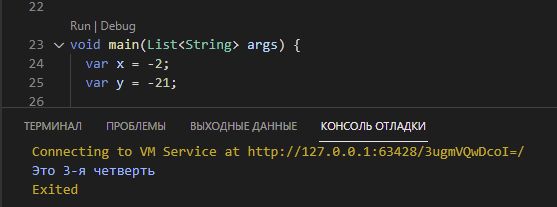 22
Run | Debug
23 void main(List<String> args) {
24 var x = -2;
25 var y = -21;
26
ТЕРМИНАЛ ПРОБЛЕМЫ ВЫХОДНЫЕ ДАННЫЕ КОНСОЛЬ ОТЛАДКИ
Connecting to VM Service at http://127.0.0.1:63428/3ugmVQwDcoI=/
Это 3-я четверть
Exited